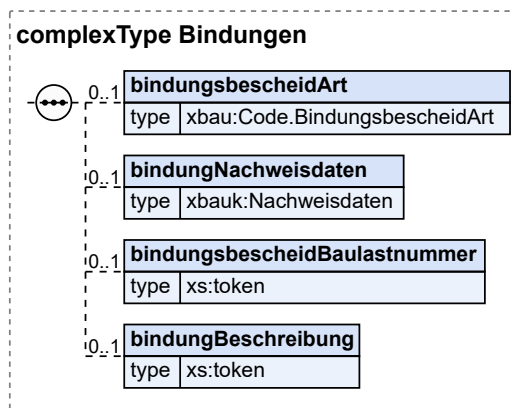 complexType Bindungen
0..1 bindungsbescheidArt
type xbau:Code.BindungsbescheidArt
0..1 bindungNachweisdaten
type xbauk:Nachweisdaten
0..1 bindungsbescheidBaulastnummer
type xs:token
0..1 bindungBeschreibung
type xs:token